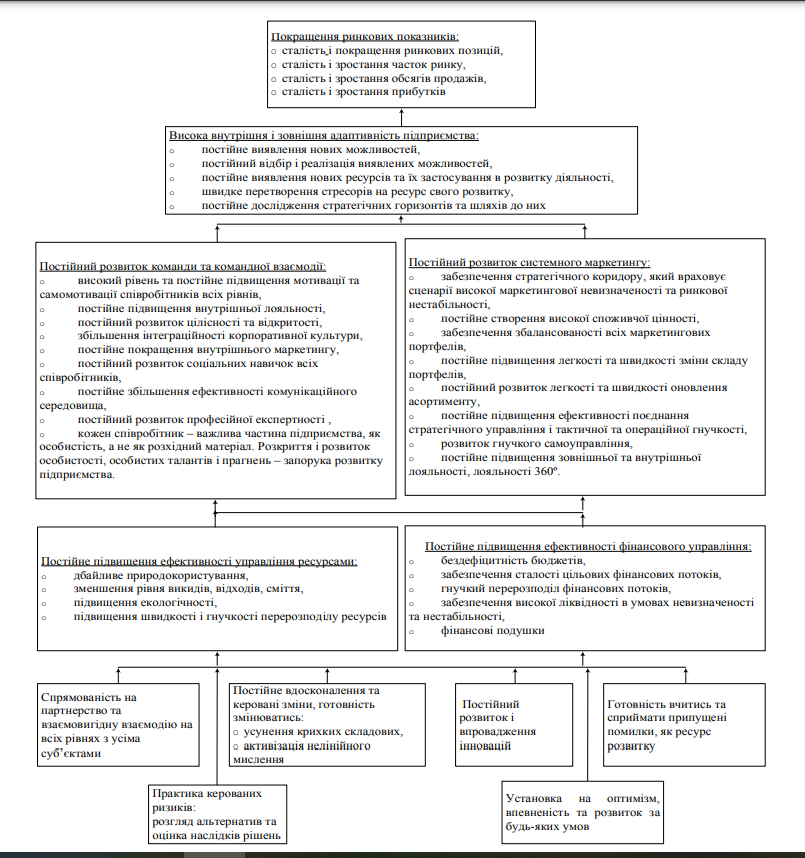 Покращення ринкових показників:
o сталість і покращення ринкових позицій,
o сталість і зростання часток ринку,
o сталість і зростання обсягів продажів,
o сталість і зростання прибутків
Висока внутрішня і зовнішня адаптивність підприємства:
o постійне виявлення нових можливостей,
o постійний відбір і реалізація виявлених можливостей,
o постійне виявлення нових ресурсів та їх застосування в розвитку діяльності,
o швидке перетворення стресорів на ресурс свого розвитку,
o постійне дослідження стратегічних горизонтів та шляхів до них
Постійний розвиток команди та командної взаємодії:
o високий рівень та постійне підвищення мотивації та
самомотивації співробітників всіх рівнів,
o постійне підвищення внутрішньої лояльності,
o постійний розвиток цілісності та відкритості,
o збільшення інтеграційності корпоративної культури,
o постійне покращення внутрішнього маркетингу,
o постійний розвиток соціальних навичок всіх
співробітників,
o постійне збільшення ефективності комунікаційного
середовища,
o постійний розвиток професійної експертності ,
o кожен співробітник – важлива частина підприємства, як
особистість, а не як розхідний матеріал. Розкриття і розвиток
особистості, особистих талантів і прагнень – запорука розвитку
підприємства.
Постійний розвиток системного маркетингу:
o забезпечення стратегічного коридору, який враховує
сценарії високої маркетингової невизначеності та ринкової
нестабільності,
o постійне створення високої споживчої цінності,
o забезпечення збалансованості всіх маркетингових
портфелів,
o постійне підвищення легкості та швидкості зміни складу
портфелів,
o постійний розвиток легкості та швидкості оновлення
асортименту,
o постійне підвищення ефективності поєднання
стратегічного управління і тактичної та операційної гнучкості,
o розвиток гнучкого самоуправління,
o постійне підвищення зовнішньої та внутрішньої
лояльності, лояльності 360º.
Постійне підвищення ефективності управління ресурсами:
o дбайливе природокористування,
o зменшення рівня викидів, відходів, сміття,
o підвищення екологічності,
o підвищення швидкості і гнучкості перерозподілу ресурсів
Постійне підвищення ефективності фінансового управління:
o бездефіцитність бюджетів,
o забезпечення сталості цільових фінансових потоків,
o гнучкий перерозподіл фінансових потоків,
o забезпечення високої ліквідності в умовах невизначеності
та нестабільності,
o фінансові подушки
Спрямованість на
партнерство та
взаємовигідну взаємодію на
всіх рівнях з усіма
суб’єктами
Постійне вдосконалення та
керовані зміни, готовність
змінюватись:
o усунення крихких складових,
o активізація нелінійного
мислення
Постійний
розвиток і
впровадження
інновацій
Готовність вчитись та
сприймати припущені
помилки, як ресурс
розвитку
Практика керованих
ризиків:
розгляд альтернатив та
оцінка наслідків рішень
Установка на оптимізм,
впевненість та розвиток за
будь-яких умов